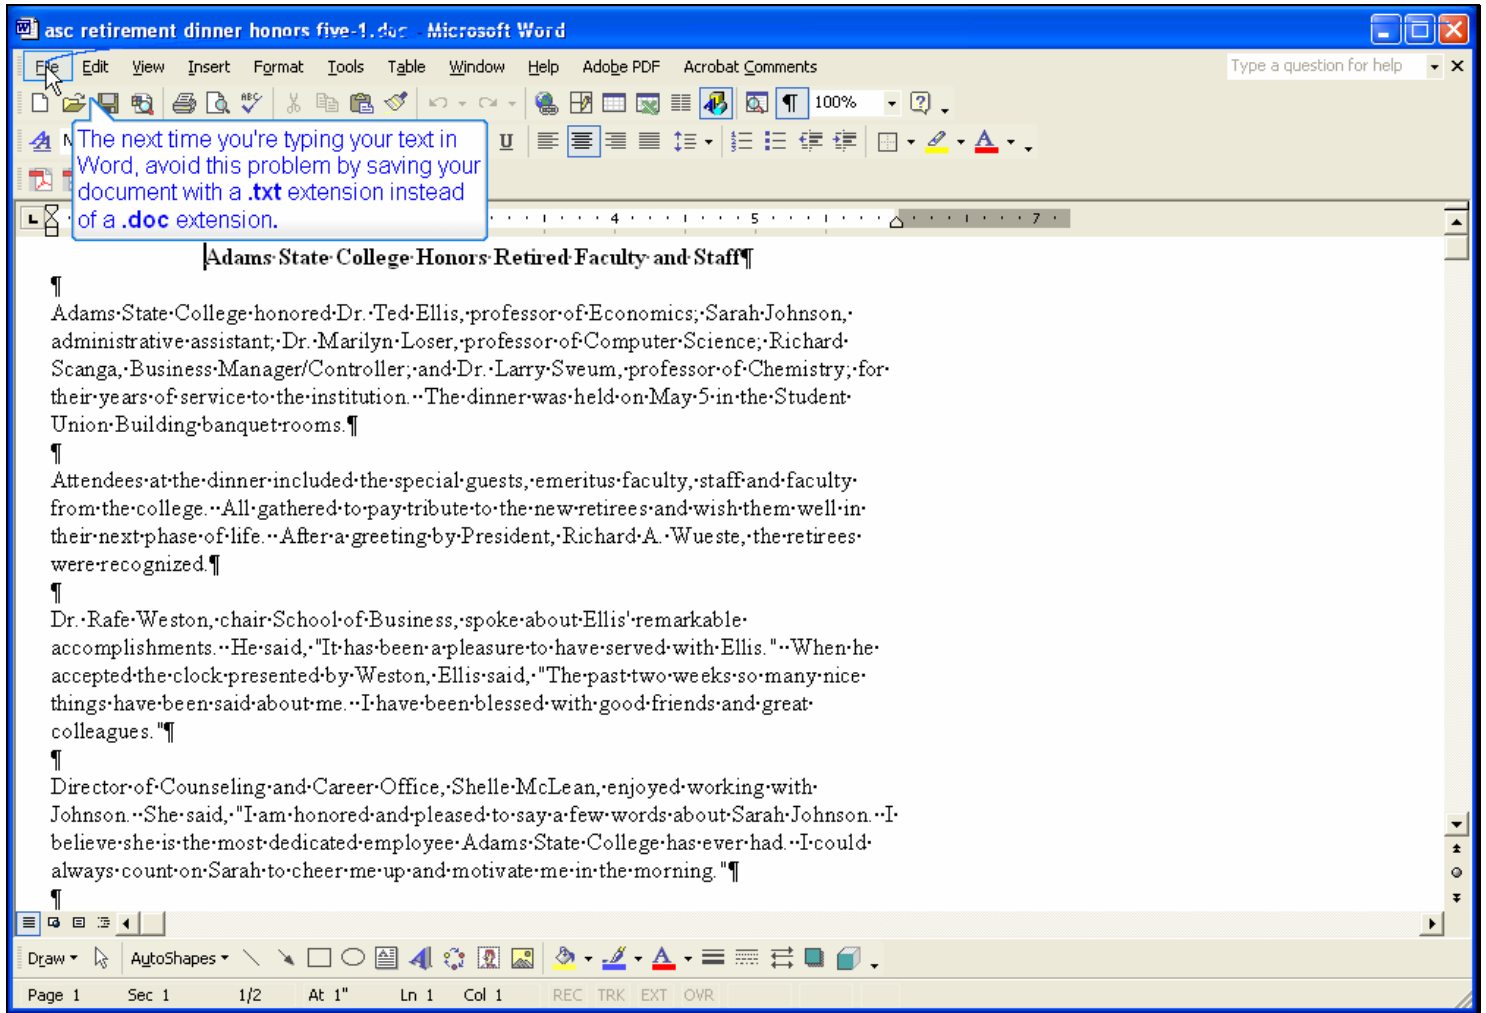 asc retirement dinner honors five-1.doc - Microsoft Word
File Edit View Insert Format Tools Table Window Help Adobe PDF Acrobat Comments Type a question for help
ABC 100%
The next time you're typing your text in
Word, avoid this problem by saving your
document with a .txt extension instead
of a .doc extension.
U
4 5 7
Adams·State·College·Honors·Retired·Faculty·and·Staff¶
¶
Adams·State·College·honored·Dr.·Ted·Ellis,·professor·of·Economics;·Sarah·Johnson,·
administrative·assistant;·Dr.·Marilyn·Loser,·professor·of·Computer·Science;·Richard·
Scanga,·Business·Manager/Controller;·and·Dr.·Larry·Sveum,·professor·of·Chemistry;·for·
their·years·of·service·to·the·institution.··The·dinner·was·held·on·May·5·in·the·Student·
Union·Building·banquet·rooms.¶
¶
Attendees·at·the·dinner·included·the·special·guests,·emeritus·faculty,·staff·and·faculty·
from·the·college.··All·gathered·to·pay·tribute·to·the·new·retirees·and·wish·them·well·in·
their·next·phase·of·life.··After·a·greeting·by·President,·Richard·A.·Wueste,·the·retirees·
were·recognized.¶
¶
Dr.·Rafe·Weston,·chair·School·of·Business,·spoke·about·Ellis'·remarkable·
accomplishments.··He·said,·"It·has·been·a·pleasure·to·have·served·with·Ellis."··When·he·
accepted·the·clock·presented·by·Weston,·Ellis·said,·"The·past·two·weeks·so·many·nice·
things·have·been·said·about·me.··I·have·been·blessed·with·good·friends·and·great·
colleagues."¶
¶
Director·of·Counseling·and·Career·Office,·Shelle·McLean,·enjoyed·working·with·
Johnson.··She·said,·"I·am·honored·and·pleased·to·say·a·few·words·about·Sarah·Johnson.··I·
believe·she·is·the·most·dedicated·employee·Adams·State·College·has·ever·had.··I·could·
always·count·on·Sarah·to·cheer·me·up·and·motivate·me·in·the·morning."¶
¶
Draw AutoShapes
Page 1 Sec 1 1/2 At 1" Ln 1 Col 1 REC TRK EXT OVR